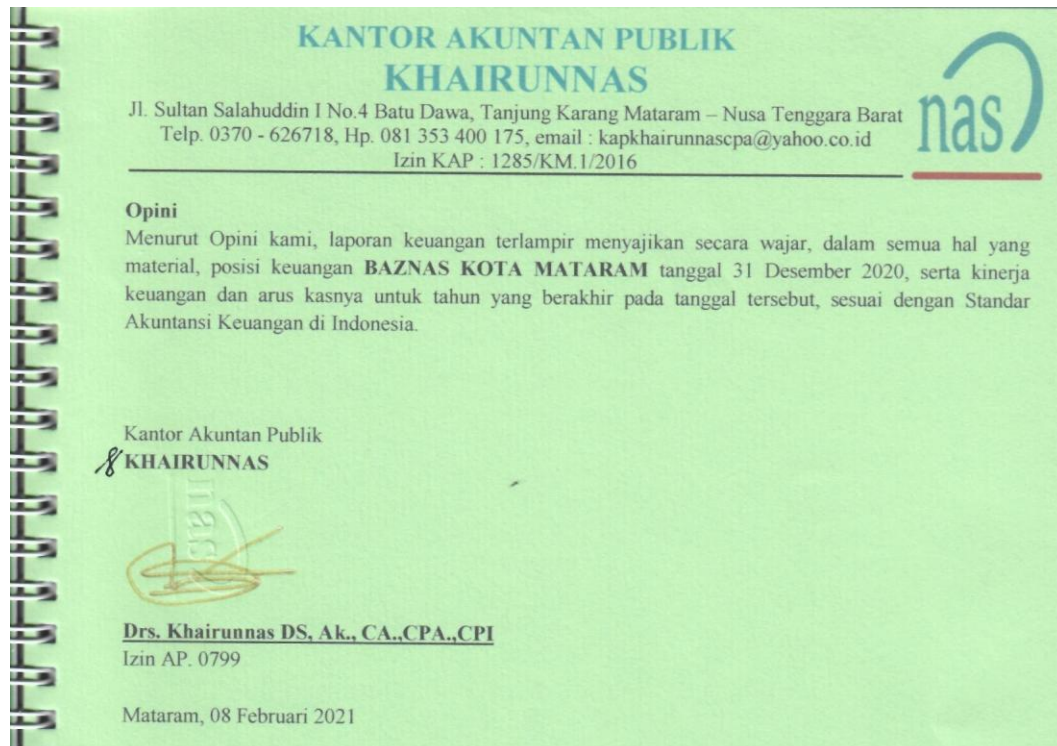 KANTOR AKUNTAN PUBLIK
KHAIRUNNAS
Jl. Sultan Salahuddin I No.4 Batu Dawa, Tanjung Karang Mataram – Nusa Tenggara Barat
Telp. 0370 - 626718, Hp. 081 353 400 175, email : kapkhairunnascpa@yahoo.co.id
Izin KAP : 1285/KM.1/2016
nas
Opini
Menurut Opini kami, laporan keuangan terlampir menyajikan secara wajar, dalam semua hal yang
material, posisi keuangan BAZNAS KOTA MATARAM tanggal 31 Desember 2020, serta kinerja
keuangan dan arus kasnya untuk tahun yang berakhir pada tanggal tersebut, sesuai dengan Standar
Akuntansi Keuangan di Indonesia.
Kantor Akuntan Publik
KHAIRUNNAS
nas
Drs. Khairunnas DS, Ak., CA.,CPA.,CPI
Izin AP. 0799
Mataram, 08 Februari 2021